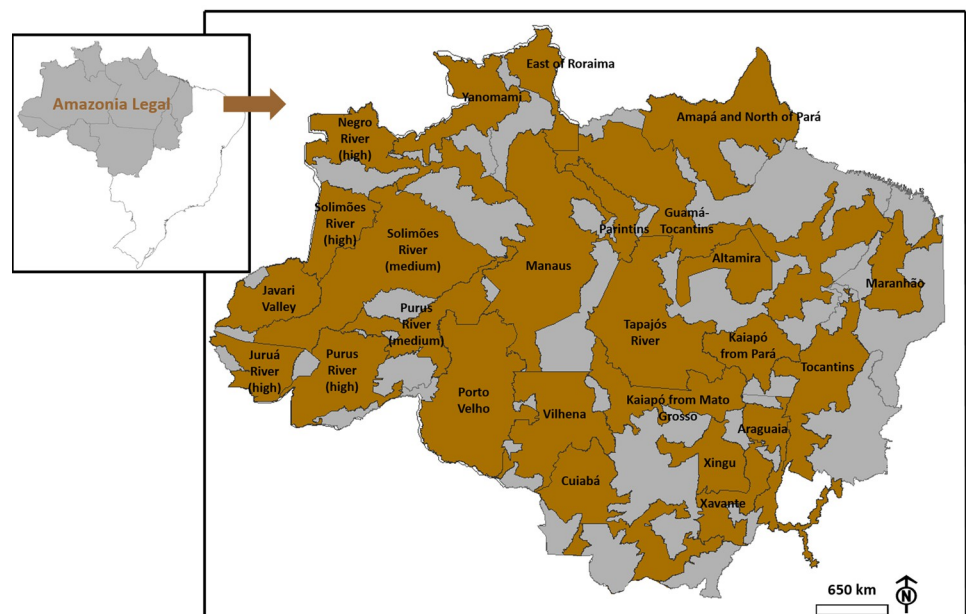 Amazonia Legal
East of Roraima
Yanomami
Negro
River
(high)
Amapá and North of Pará
Solimões
River
(high)
Solimões
River
(medium)
Parintins
Guamá-
Tocantins
Manaus
Altamira
Maranhão
Javari
Valley
Purus
River
(medium)
Tapajós
River
Kaiapó
from Pará
Tocantins
Juruá
River
(high)
Purus
River
(high)
Porto
Velho
Vilhena
Kaiapó from Mato
Grosso
Araguaia
Xingu
Cuiabá
Xavante
650 km
N